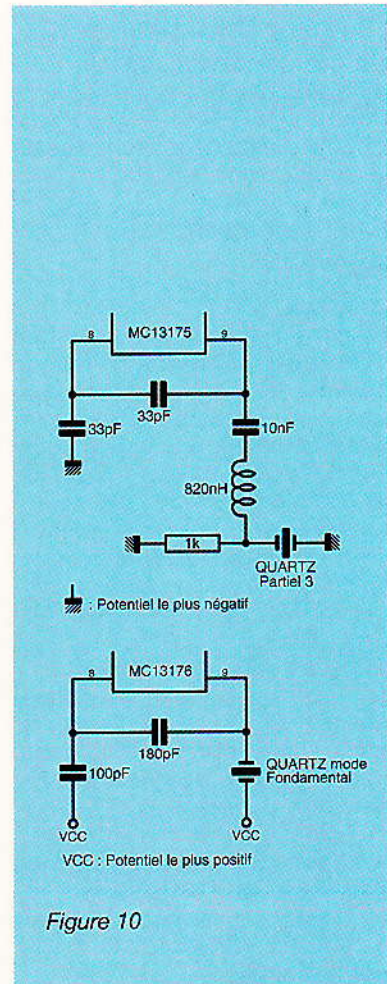 MC13175
8
9
33pF
33pF
10nF
820nH
1k
QUARTZ
Partiel 3
: Potentiel le plus négatif
MC13176
8
9
180pF
100pF
QUARTZ mode
Fondamental
VCC
VCC
VCC : Potentiel le plus positif
Figure 10